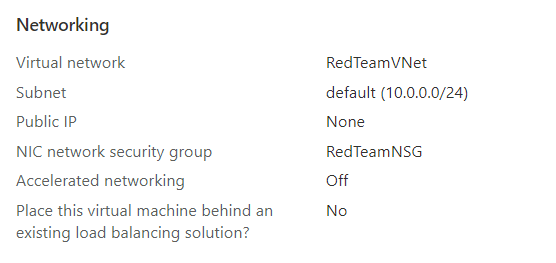 Networking
Virtual network RedTeamVNet
Subnet default (10.0.0.0/24)
Public IP None
NIC network security group RedTeamNSG
Accelerated networking Off
Place this virtual machine behind an No
existing load balancing solution?